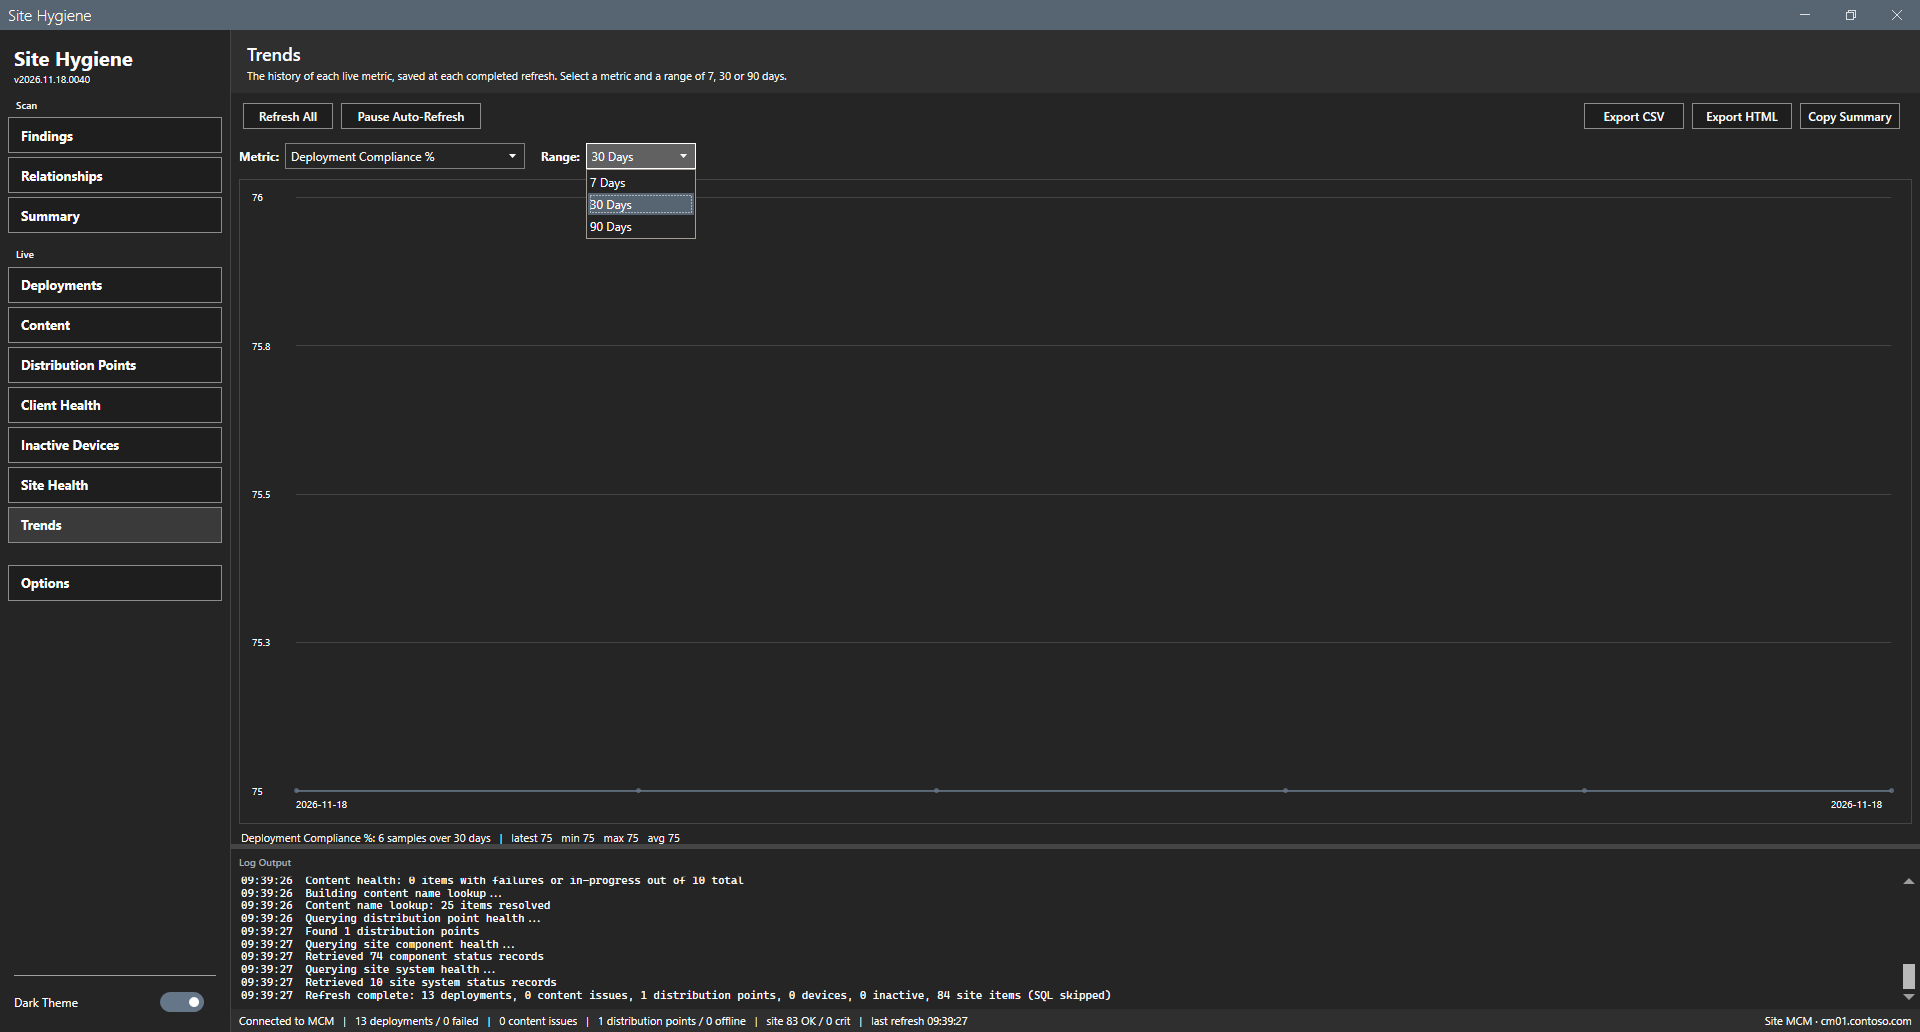 Site Hygiene
Site Hygiene
v2026.11.18.0040
Scan
Findings
Relationships
Summary
Live
Deployments
Content
Distribution Points
Client Health
Inactive Devices
Site Health
Trends
Options
Dark Theme
Trends
The history of each live metric, saved at each completed refresh. Select a metric and a range of 7, 30 or 90 days.
Refresh All
Pause Auto-Refresh
Export CSV
Export HTML
Copy Summary
Metric: Deployment Compliance %
Range: 30 Days
7 Days
30 Days
90 Days
76
75.8
75.5
75.3
75
2026-11-18
2026-11-18
Deployment Compliance %: 6 samples over 30 days | latest 75 min 75 max 75 avg 75
Log Output
09:39:26 Content health: 0 items with failures or in-progress out of 10 total
09:39:26 Building content name lookup...
09:39:26 Content name lookup: 25 items resolved
09:39:26 Querying distribution point health...
09:39:27 Found 1 distribution points
09:39:27 Querying site component health...
09:39:27 Retrieved 74 component status records
09:39:27 Querying site system health...
09:39:27 Retrieved 10 site system status records
09:39:27 Refresh complete: 13 deployments, 0 content issues, 1 distribution points, 0 devices, 0 inactive, 84 site items (SQL skipped)
Connected to MCM | 13 deployments / 0 failed | 0 content issues | 1 distribution points / 0 offline | site 83 OK / 0 crit | last refresh 09:39:27
Site MCM · cm01.contoso.com